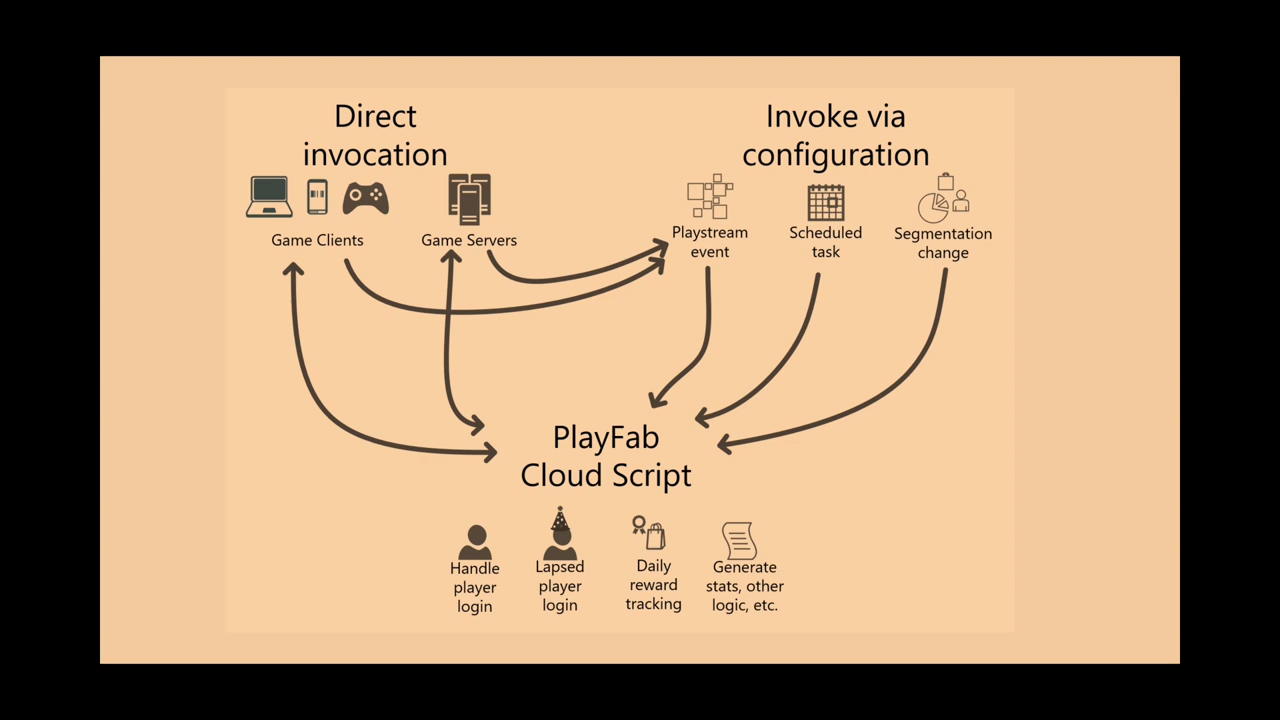 Direct
invocation
Invoke via
configuration
Game Clients
Game Servers
Playstream
event
Scheduled
task
Segmentation
change
PlayFab
Cloud Script
Handle
player
login
Lapsed
player
login
Daily
reward
tracking
Generate
stats, other
logic, etc.